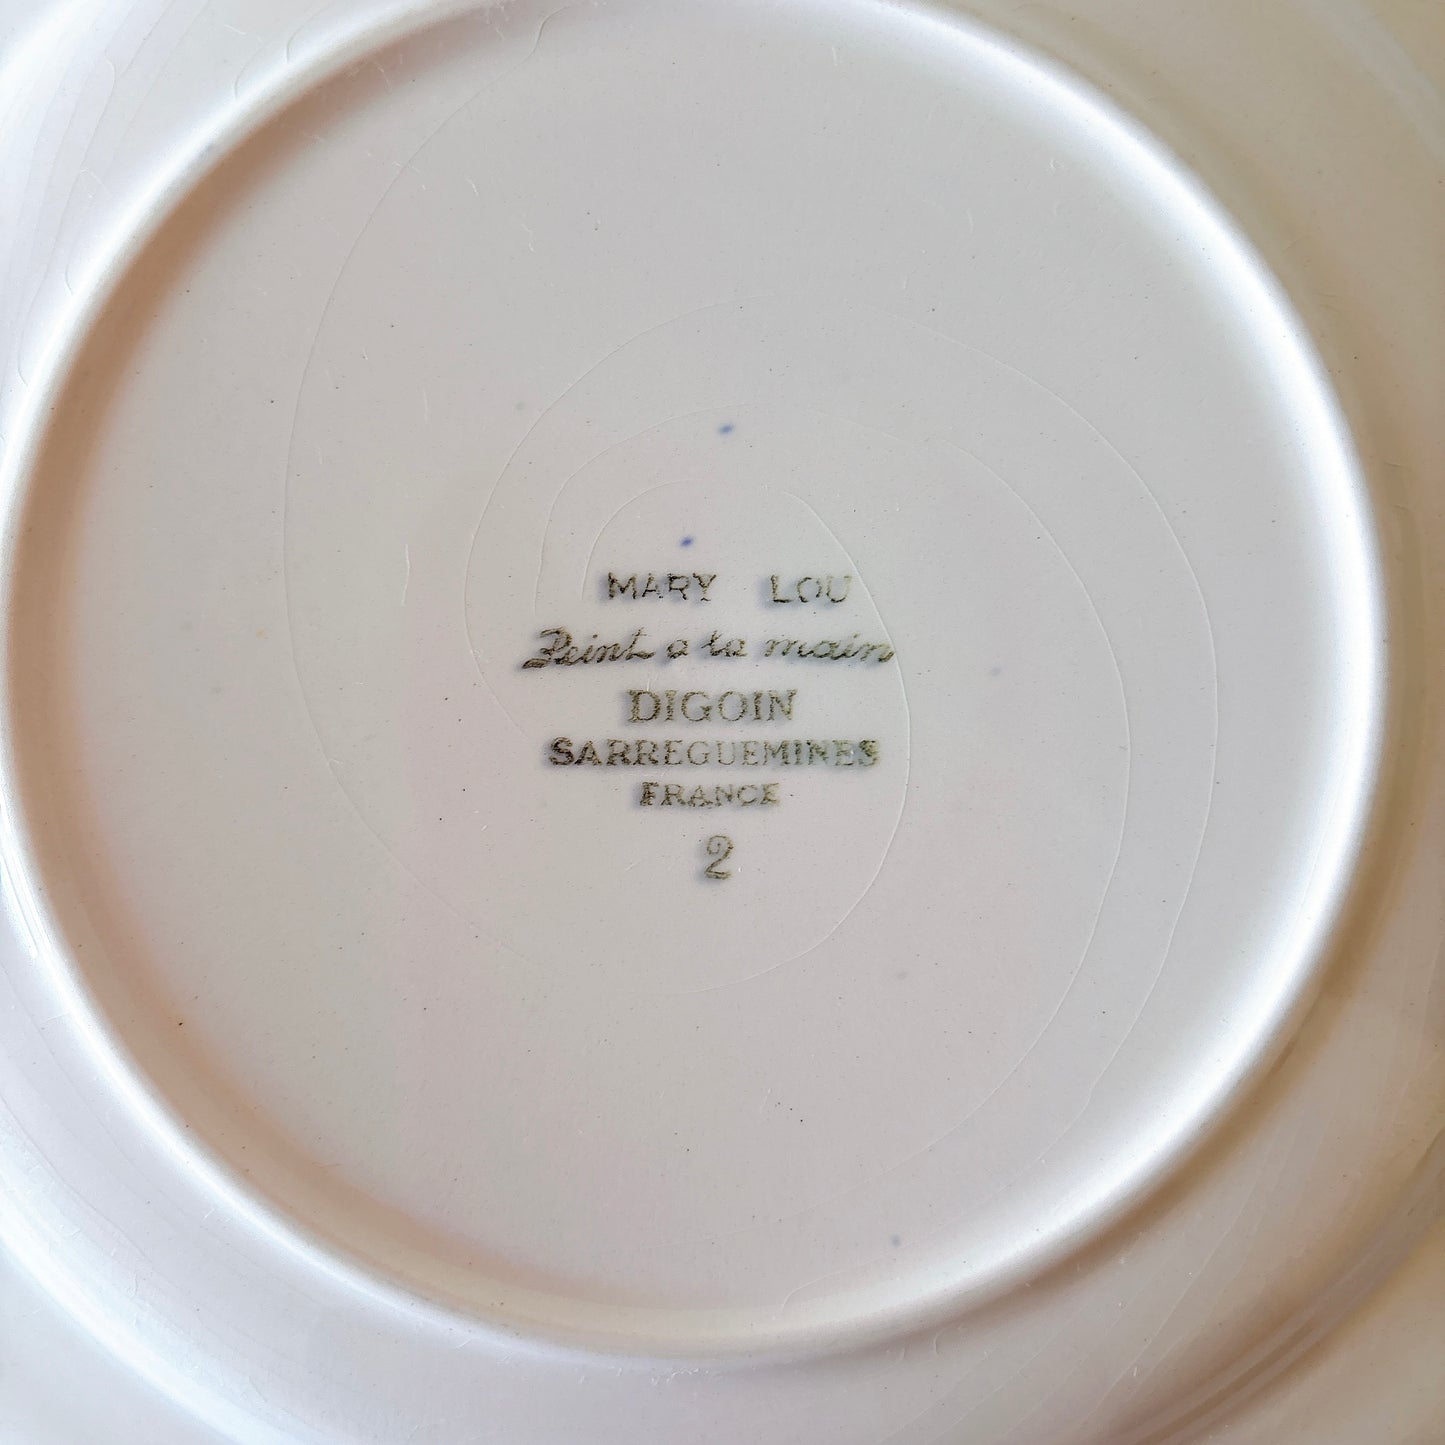 MARY LOU
Peint a la main
DIGOIN
SARREGUEMINES
FRANCE
2